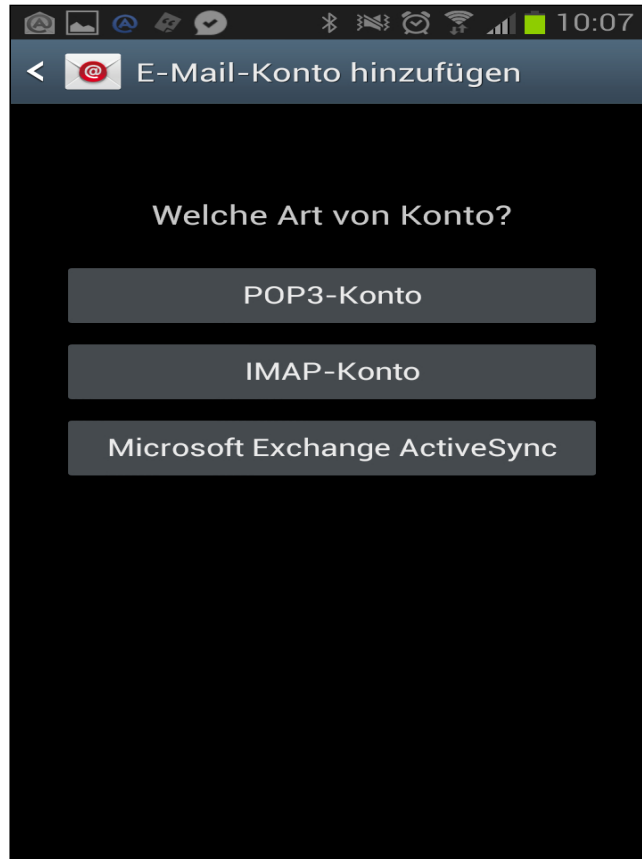 10:07
< E-Mail-Konto hinzufügen
Welche Art von Konto?
POP3-Konto
IMAP-Konto
Microsoft Exchange ActiveSync